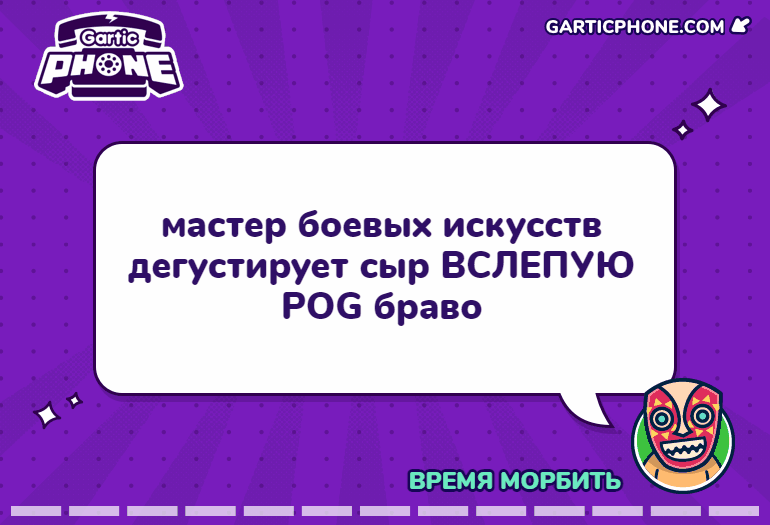 Gartic
PHONE
GARTICPHONE.COM
мастер боевых искусств
дегустирует сыр ВСЛЕПУЮ
POG браво
ВРЕМЯ МОРБИТЬ